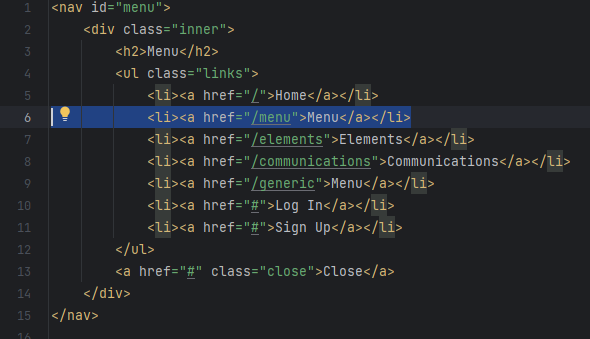 1 <nav id="menu">
2     <div class="inner">
3         <h2>Menu</h2>
4         <ul class="links">
5             <li><a href="/">Home</a></li>
6             <li><a href="/menu">Menu</a></li>
7             <li><a href="/elements">Elements</a></li>
8             <li><a href="/communications">Communications</a></li>
9             <li><a href="/generic">Menu</a></li>
10             <li><a href="#">Log In</a></li>
11             <li><a href="#">Sign Up</a></li>
12         </ul>
13         <a href="#" class="close">Close</a>
14     </div>
15 </nav>
16